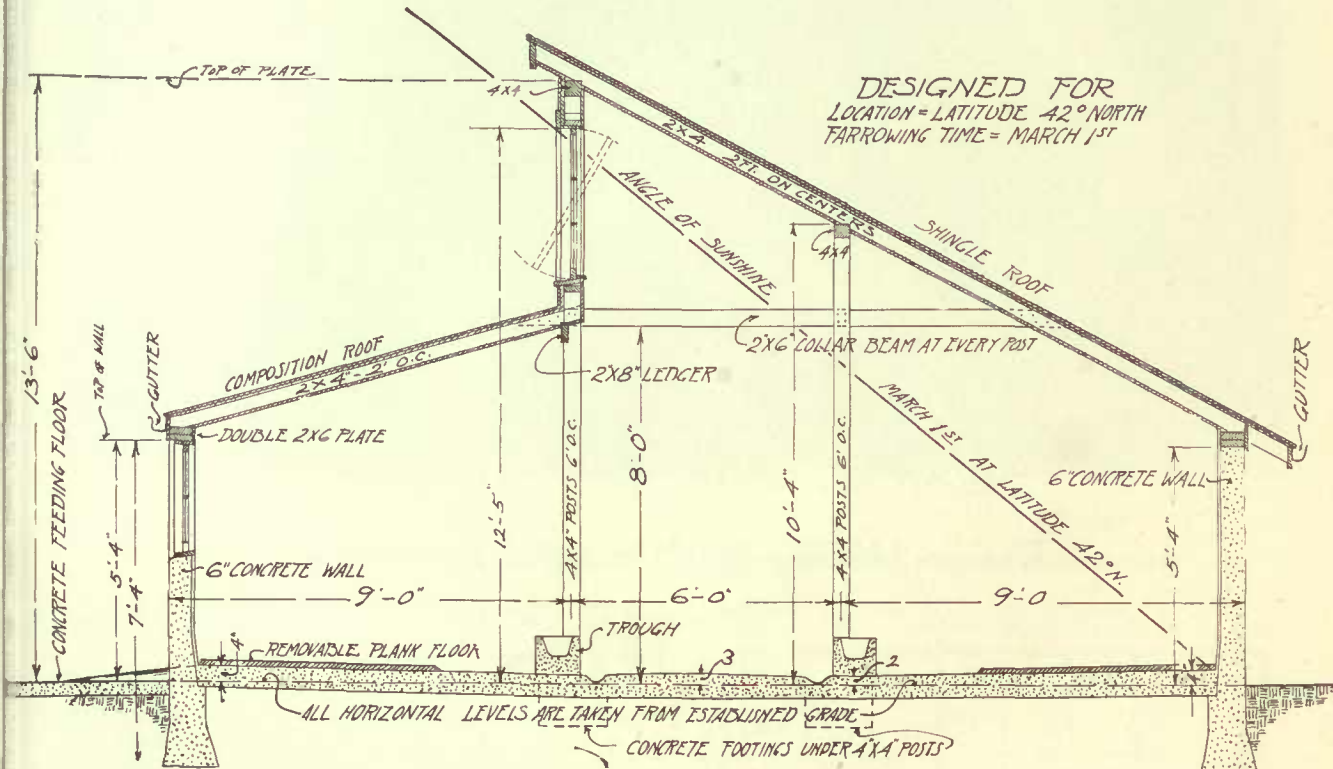 TOP OF PLATE
4X4
DESIGNED FOR
LOCATION = LATITUDE 42° NORTH
FARROWING TIME = MARCH 1ST
2X4 2FT. ON CENTERS
ANGLE OF SUNSHINE
SHINGLE ROOF
4X4
13'-6"
CONCRETE FEEDING FLOOR
TOP OF WALL
GUTTER
COMPOSITION ROOF
2X4"-2' O.C.
2"X6" COLLAR BEAM AT EVERY POST
2"X8" LEDGER
GUTTER
DOUBLE 2X6 PLATE
5'-4"
7'-4"
12'-5"
4X4" POSTS 6' O.C.
8'-0"
10'-4"
4X4 POSTS 6' O.C.
MARCH 1ST AT LATITUDE 42° N.
6" CONCRETE WALL
5'-4"
6" CONCRETE WALL
9'-0"
6'-0"
9'-0
TROUGH
REMOVABLE PLANK FLOOR
4"
3
2
4"
ALL HORIZONTAL LEVELS ARE TAKEN FROM ESTABLISHED GRADE
CONCRETE FOOTINGS UNDER 4"X4" POSTS